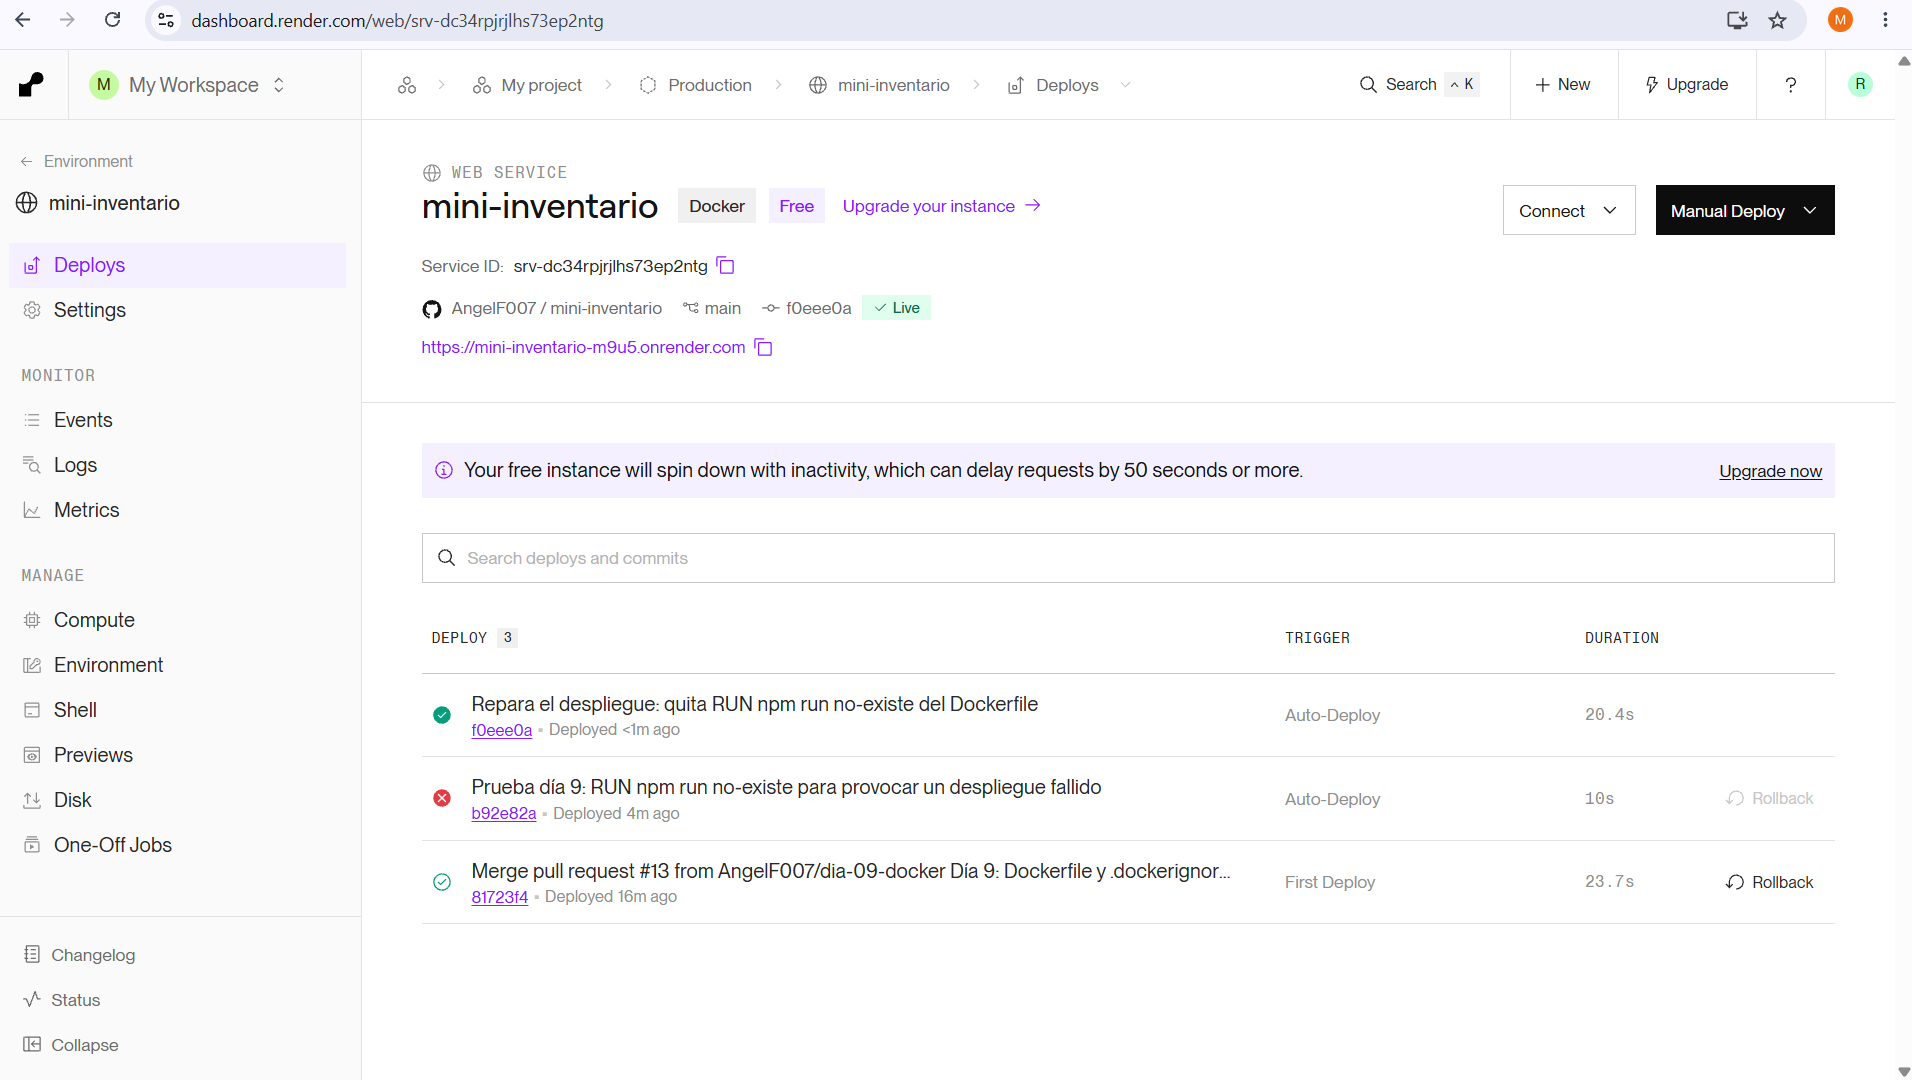 dashboard.render.com/web/srv-dc34rpjrjlhs73ep2ntg
M
M My Workspace
My project
Production
mini-inventario
Deploys
Search ^ K
+ New
Upgrade
?
R
← Environment
mini-inventario
Deploys
Settings
MONITOR
Events
Logs
Metrics
MANAGE
Compute
Environment
Shell
Previews
Disk
One-Off Jobs
Changelog
Status
Collapse
WEB SERVICE
mini-inventario Docker Free Upgrade your instance →
Connect
Manual Deploy
Service ID: srv-dc34rpjrjlhs73ep2ntg
AngelF007 / mini-inventario main f0eee0a Live
https://mini-inventario-m9u5.onrender.com
Your free instance will spin down with inactivity, which can delay requests by 50 seconds or more. Upgrade now
Search deploys and commits
DEPLOY 3 TRIGGER DURATION
Repara el despliegue: quita RUN npm run no-existe del Dockerfile
f0eee0a Deployed <1m ago
Auto-Deploy 20.4s
Prueba día 9: RUN npm run no-existe para provocar un despliegue fallido
b92e82a Deployed 4m ago
Auto-Deploy 10s Rollback
Merge pull request #13 from AngelF007/dia-09-docker Día 9: Dockerfile y .dockerignor...
81723f4 Deployed 16m ago
First Deploy 23.7s Rollback